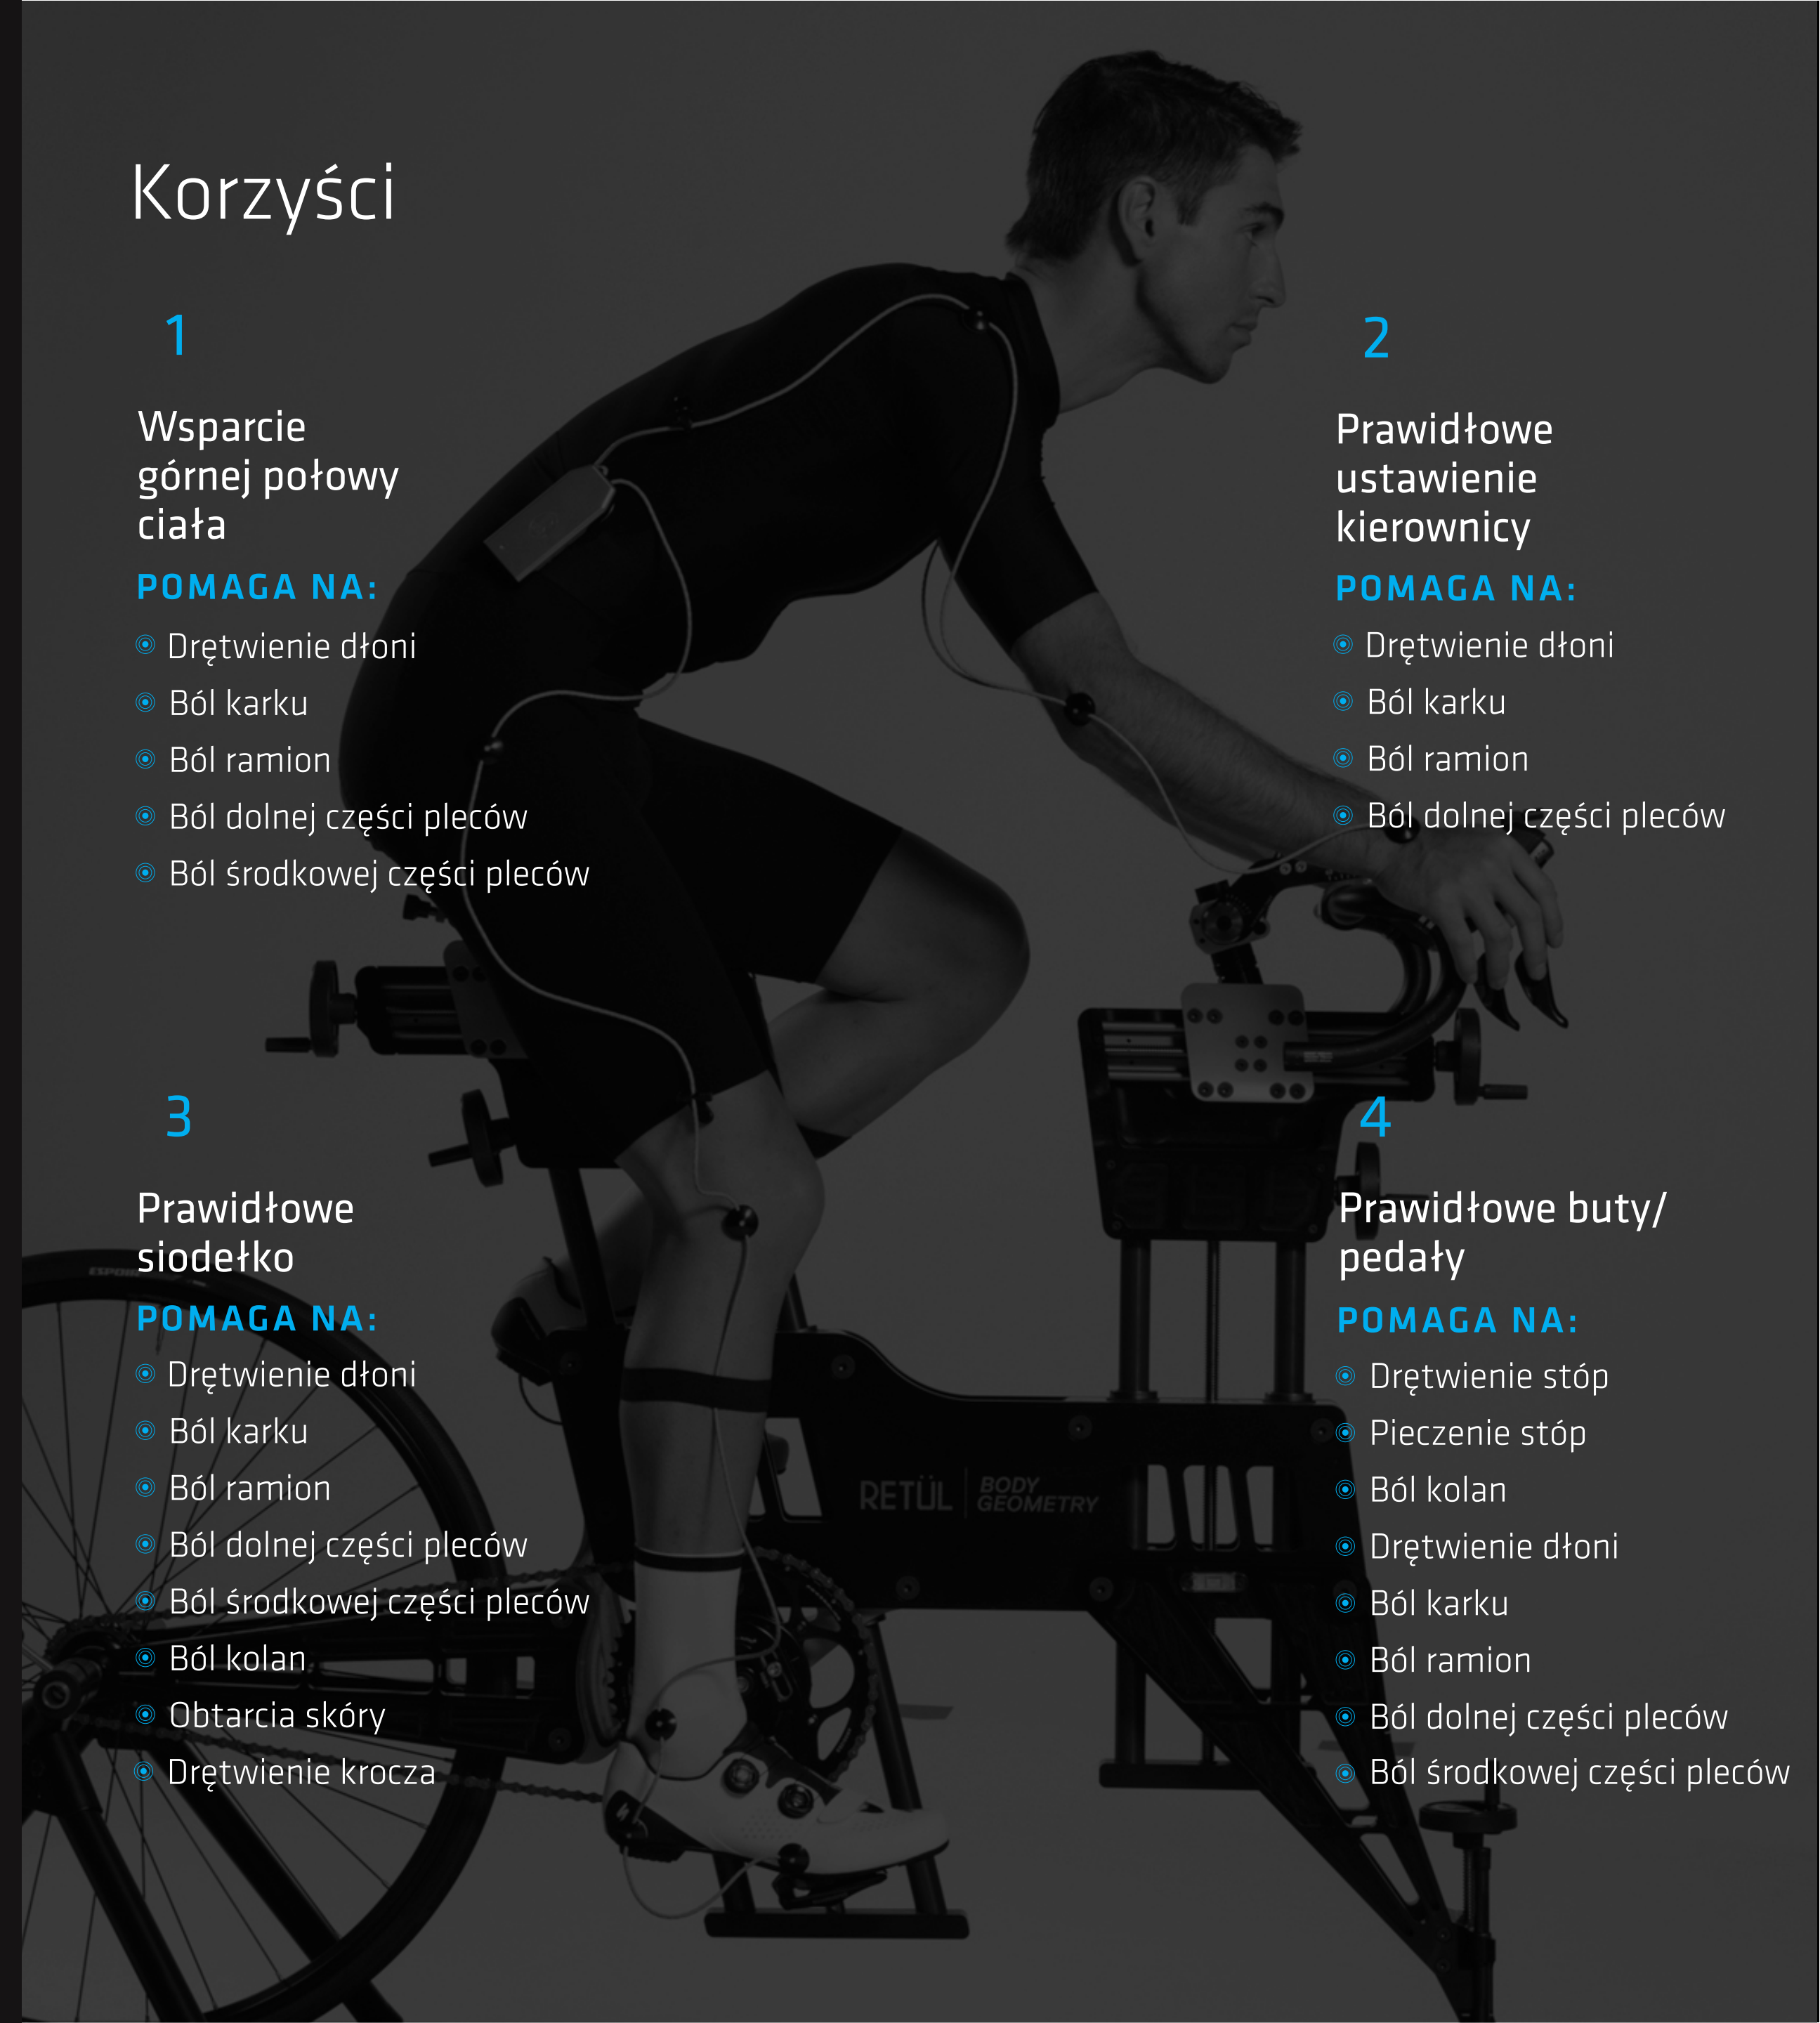 Korzyści
1
Wsparcie
górnej połowy
ciała
POMAGA NA:
Drętwienie dłoni
Ból karku
Ból ramion
Ból dolnej części pleców
Ból środkowej części pleców
2
Prawidłowe
ustawienie
kierownicy
POMAGA NA:
Drętwienie dłoni
Ból karku
Ból ramion
Ból dolnej części pleców
3
Prawidłowe
siodełko
POMAGA NA:
Drętwienie dłoni
Ból karku
Ból ramion
Ból dolnej części pleców
Ból środkowej części pleców
Ból kolan
Obtarcia skóry
Drętwienie krocza
4
Prawidłowe buty/
pedały
POMAGA NA:
Drętwienie stóp
Pieczenie stóp
Ból kolan
Drętwienie dłoni
Ból karku
Ból ramion
Ból dolnej części pleców
Ból środkowej części pleców
RETÜL
BODY
GEOMETRY